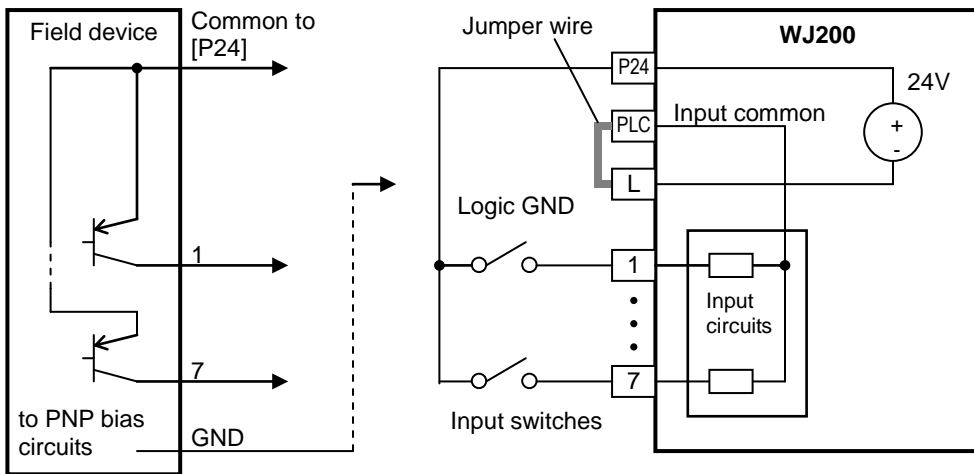 Field device
Common to
[P24]
1
7
to PNP bias
circuits
GND
Jumper wire
WJ200
P24
24V
PLC
Input common
+
-
L
Logic GND
1
Input
circuits
7
Input switches